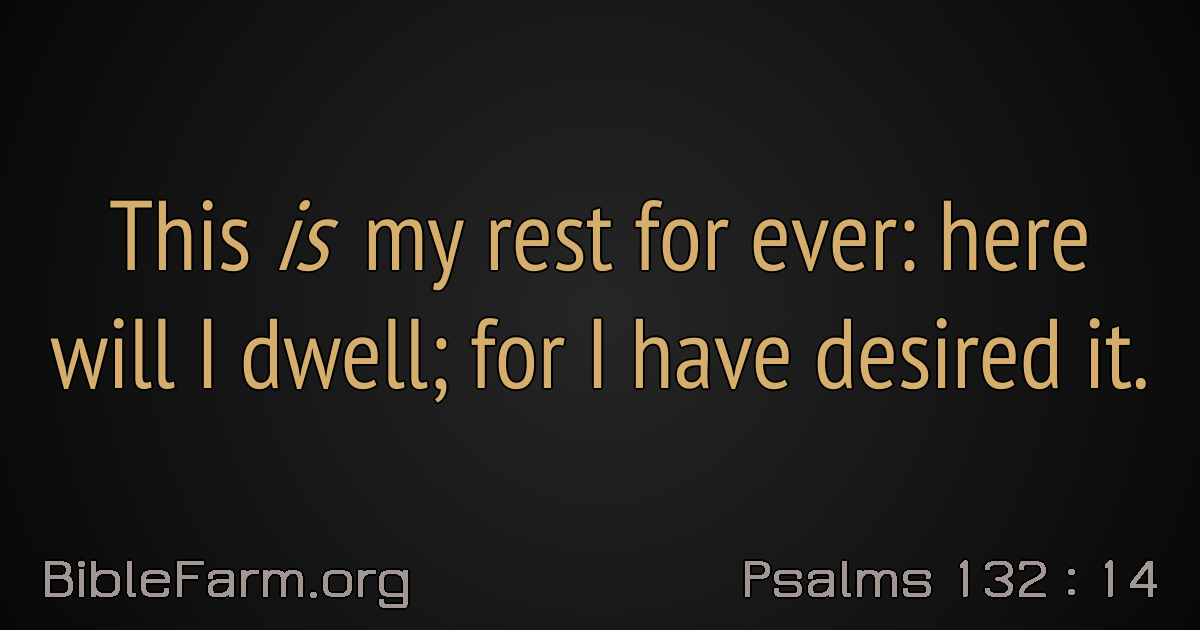 This is my rest for ever: here
will I dwell; for I have desired it.
BibleFarm.org
Psalms 132 : 14